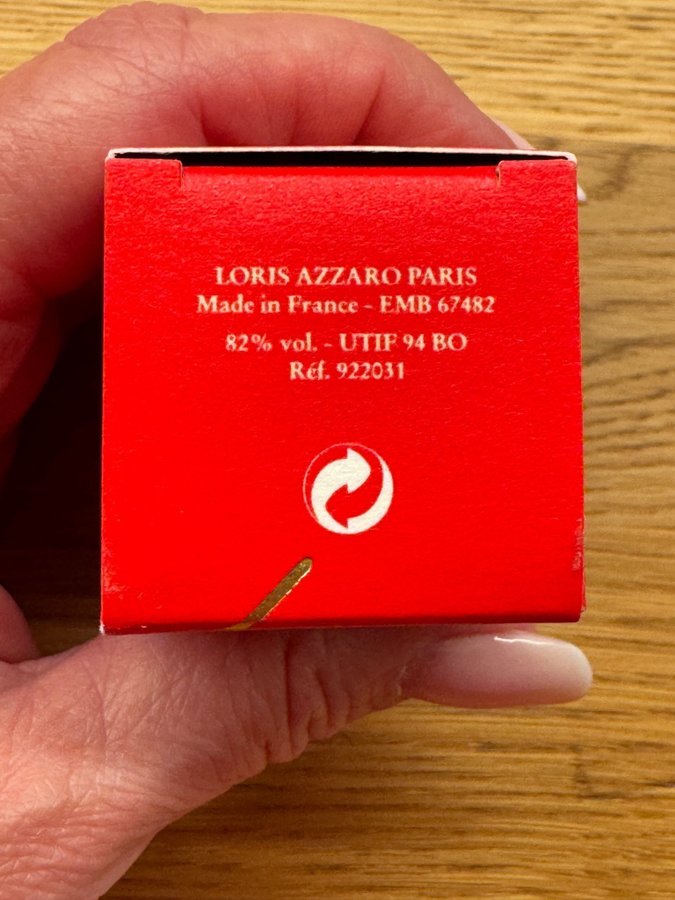 LORIS AZZARO PARIS
Made in France - EMB 67482
82% vol. - UTIF 94 BO
Réf. 922031